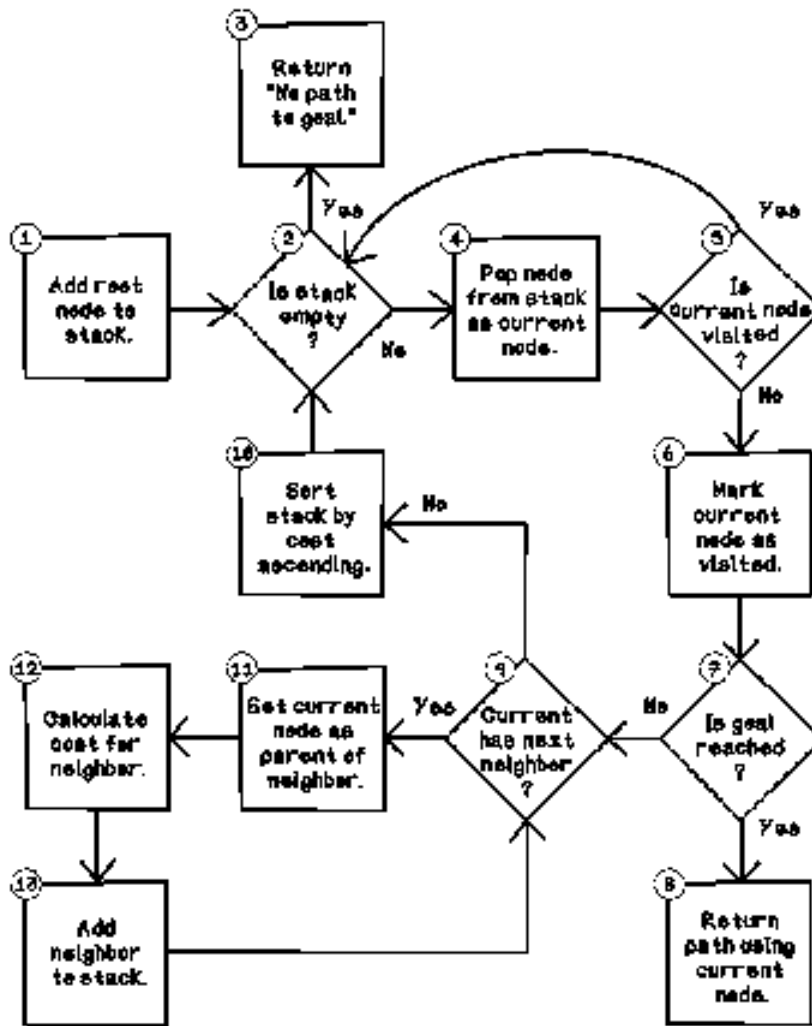 3
Return
"No path
to goal."
Yes
Yes
1
Add root
node to
stack.
2
Is stack
empty
?
No
4
Pop node
from stack
as current
node.
5
Is
current node
visited
?
No
10
Sort
stack by
cost
ascending.
No
6
Mark
current
node as
visited.
12
Calculate
cost for
neighbor.
11
Set current
node as
parent of
neighbor.
Yes
9
Current
has next
neighbor
?
No
7
Is goal
reached
?
Yes
13
Add
neighbor
to stack.
8
Return
path using
current
node.